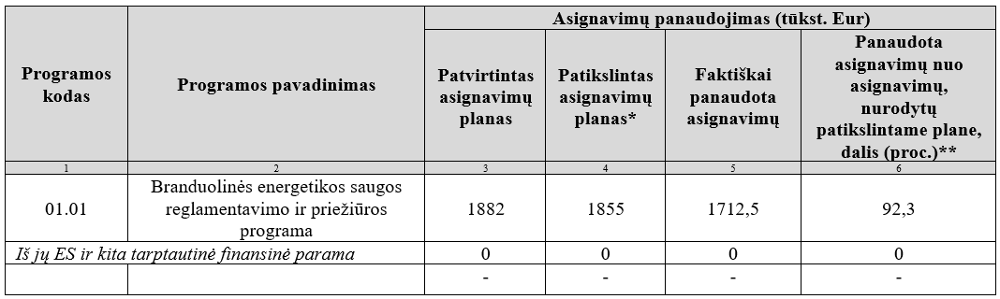 Programos
kodas
Programos pavadinimas
Asignavimų panaudojimas (tūkst. Eur)
Patvirtintas
asignavimų
planas
Patikslintas
asignavimų
planas*
Faktiškai
panaudota
asignavimų
Panaudota
asignavimų nuo
asignavimų,
nurodytų
patikslintame plane,
dalis (proc.)**
1 2 3 4 5 6
01.01
Branduolinės energetikos saugos
reglamentavimo ir priežiūros
programa
1882 1855 1712,5 92,3
Iš jų ES ir kita tarptautinė finansinė parama 0 0 0 0
- - - -